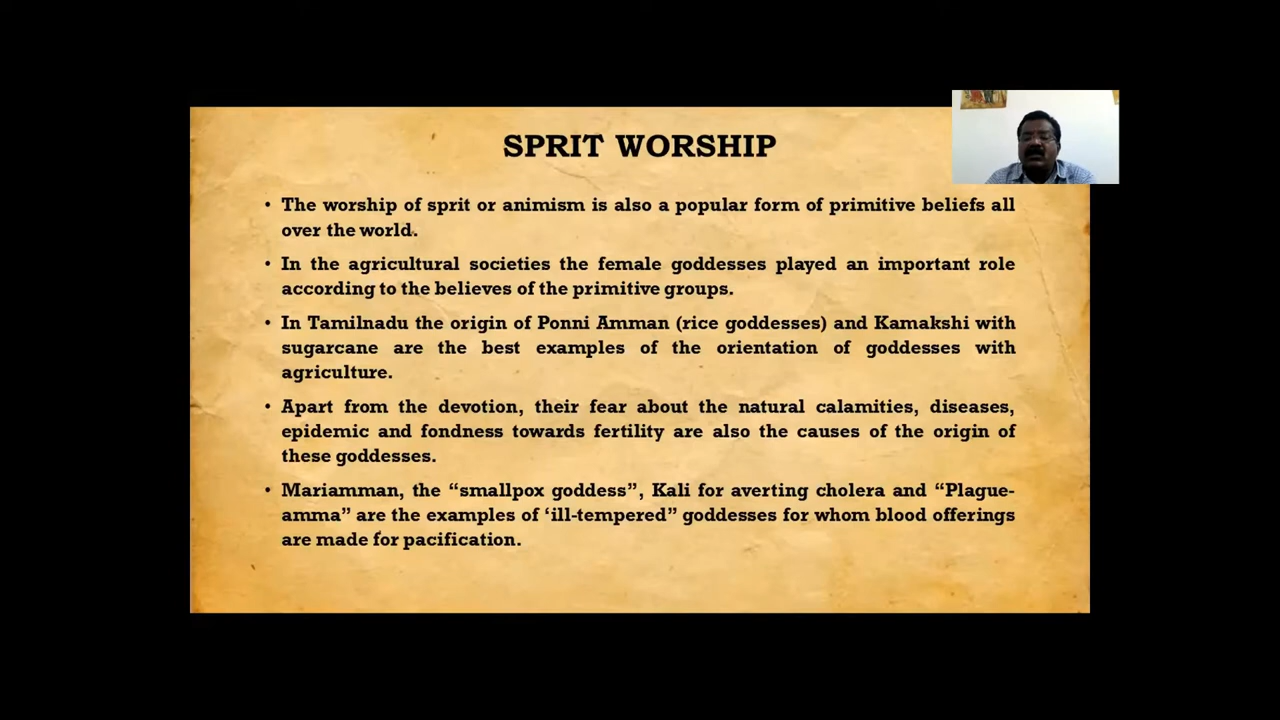 SPRIT WORSHIP
• The worship of sprit or animism is also a popular form of primitive beliefs all
over the world.
• In the agricultural societies the female goddesses played an important role
according to the believes of the primitive groups.
• In Tamilnadu the origin of Ponni Amman (rice goddesses) and Kamakshi with
sugarcane are the best examples of the orientation of goddesses with
agriculture.
• Apart from the devotion, their fear about the natural calamities, diseases,
epidemic and fondness towards fertility are also the causes of the origin of
these goddesses.
• Mariamman, the “smallpox goddess”, Kali for averting cholera and “Plague-
amma” are the examples of ‘ill-tempered” goddesses for whom blood offerings
are made for pacification.